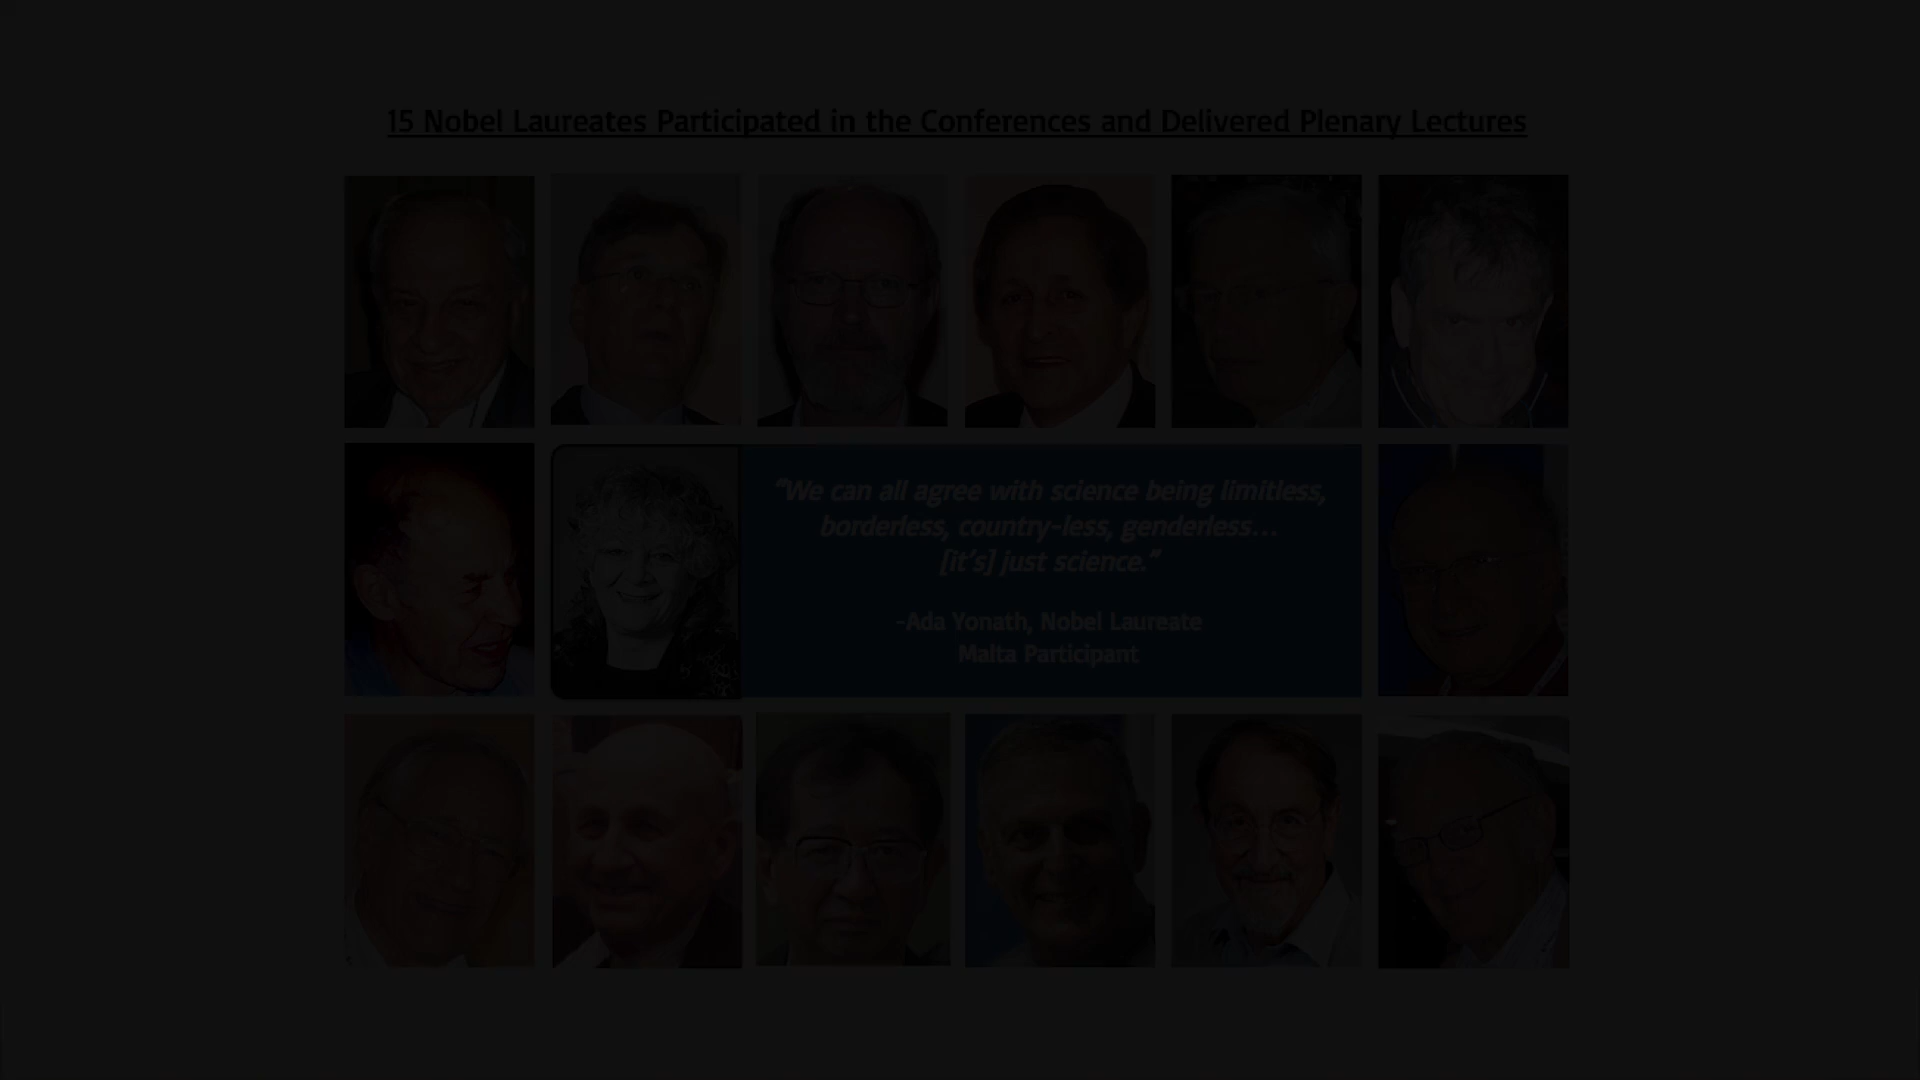 15 Nobel Laureates Participated in the Conferences and Delivered Plenary Lectures
"We can all agree with science being limitless,
borderless, country-less, genderless...
[it's] just science."
-Ada Yonath, Nobel Laureate
Malta Participant